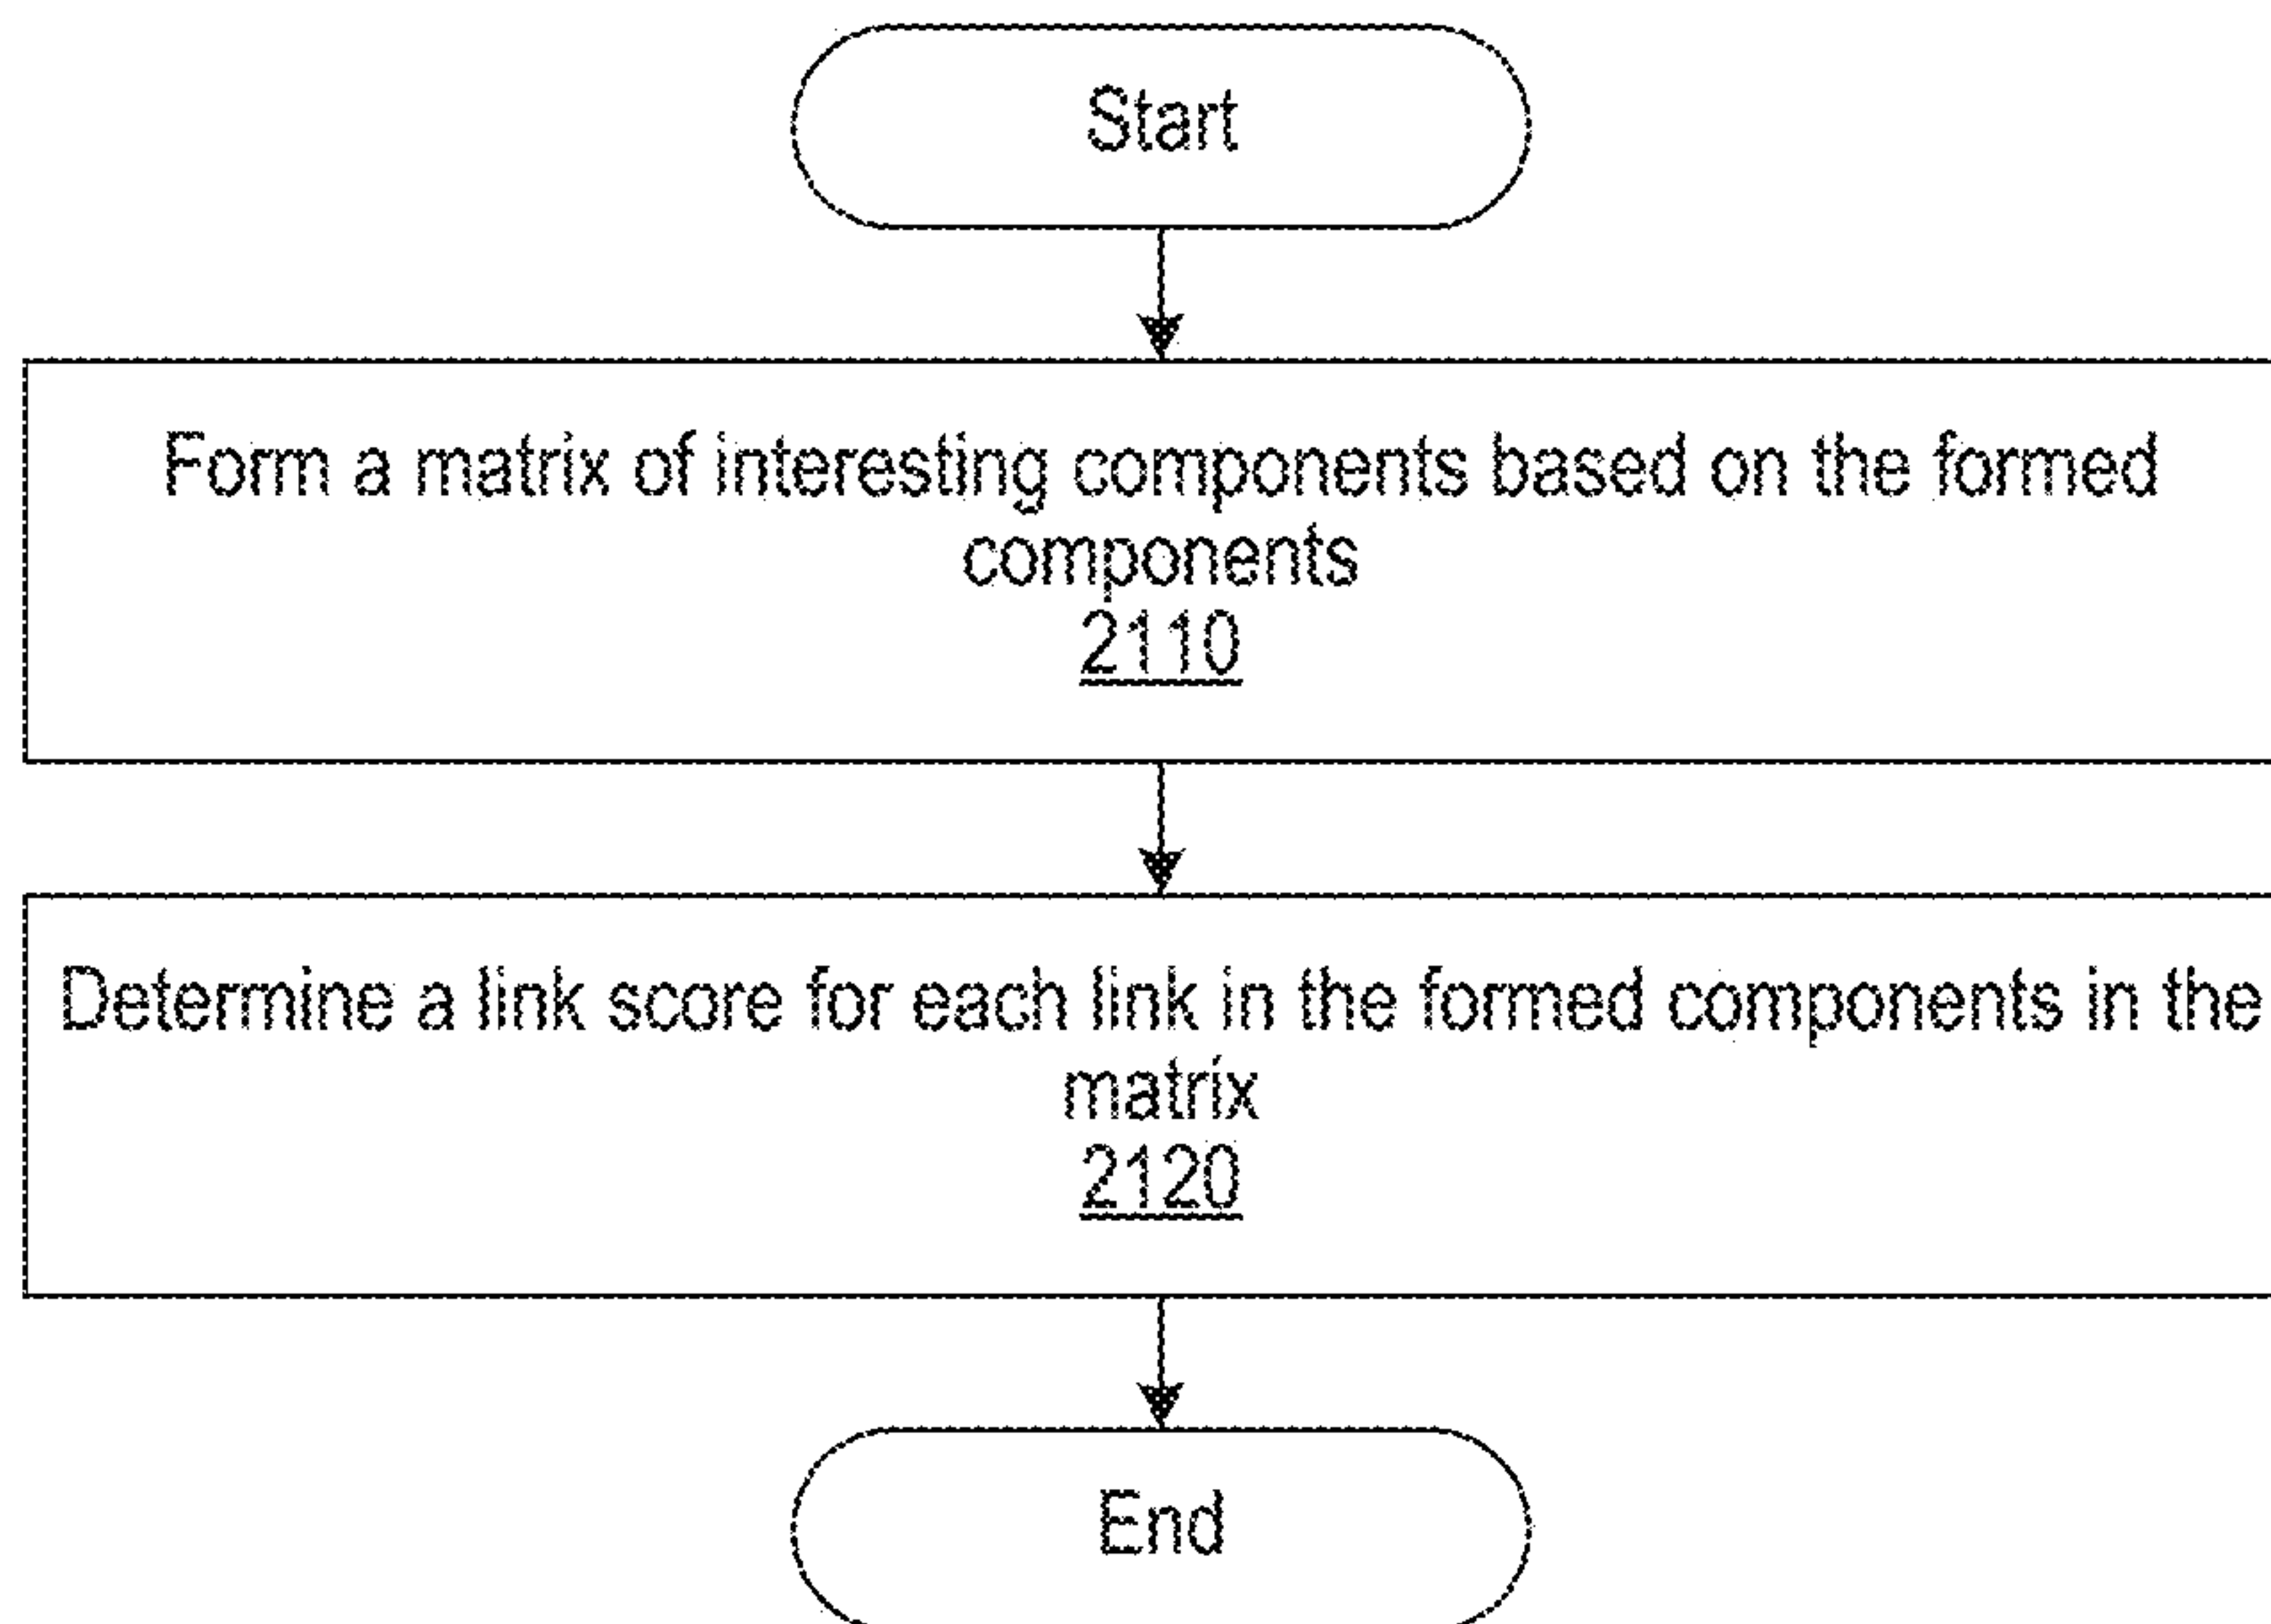 Start
Form a matrix of interesting components based on the formed
components
2110
Determine a link score for each link in the formed components in the
matrix
2120
End